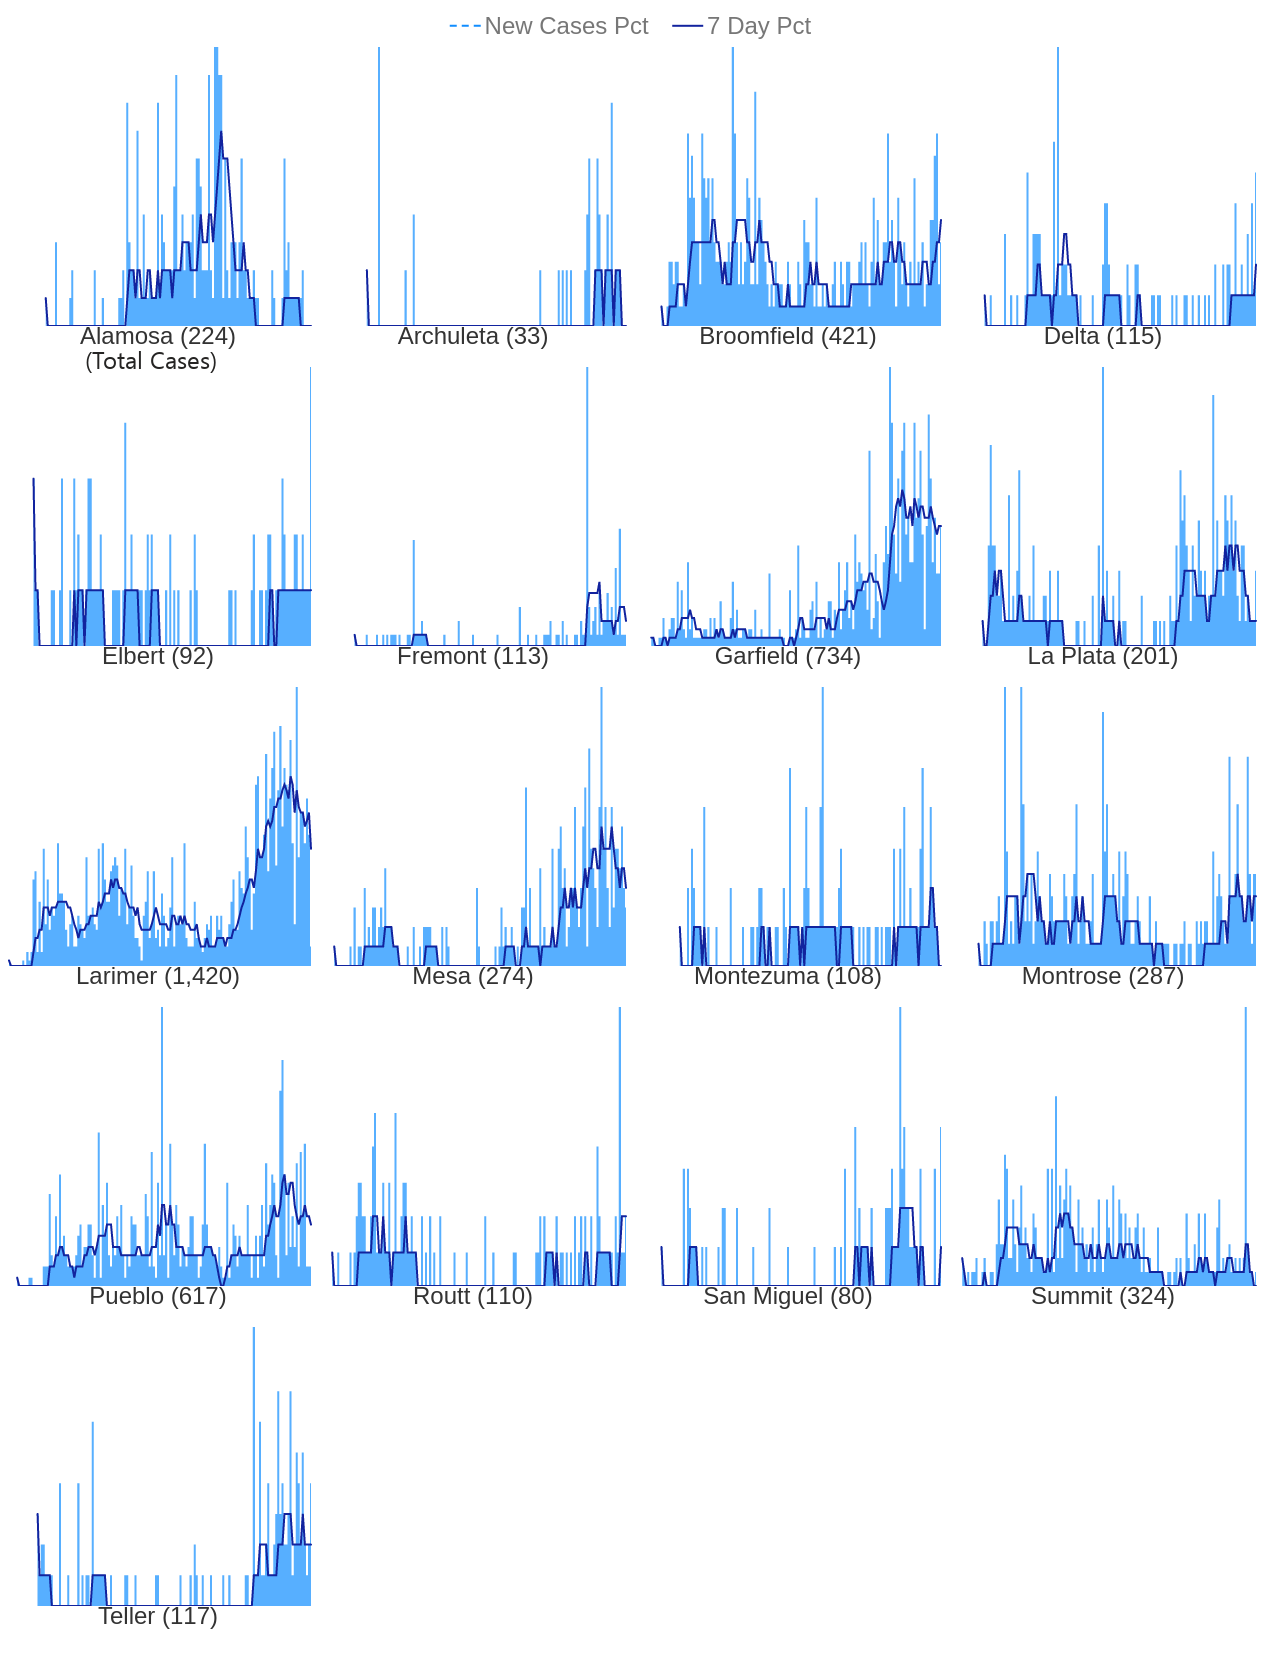 New Cases Pct 7 Day Pct
Alamosa (224) Archuleta (33) Broomfield (421) Delta (115)
(Total Cases)
Elbert (92) Fremont (113) Garfield (734) La Plata (201)
Larimer (1,420) Mesa (274) Montezuma (108) Montrose (287)
Pueblo (617) Routt (110) San Miguel (80) Summit (324)
Teller (117)